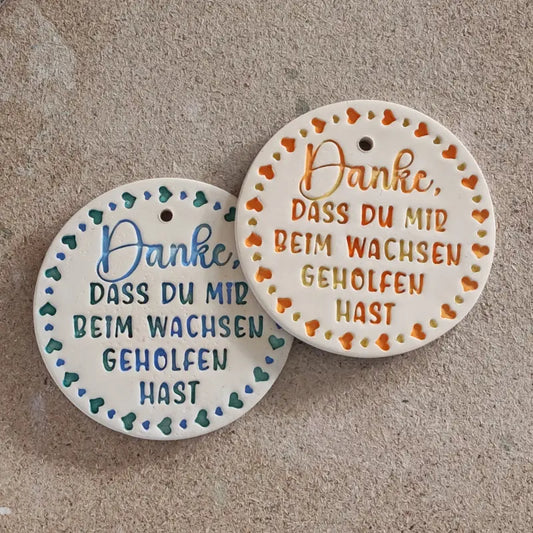 Danke,
DASS DU MIR
BEIM WACHSEN
GEHOLFEN
HAST
Danke,
DASS DU MIR
BEIM WACHSEN
GEHOLFEN
HAST